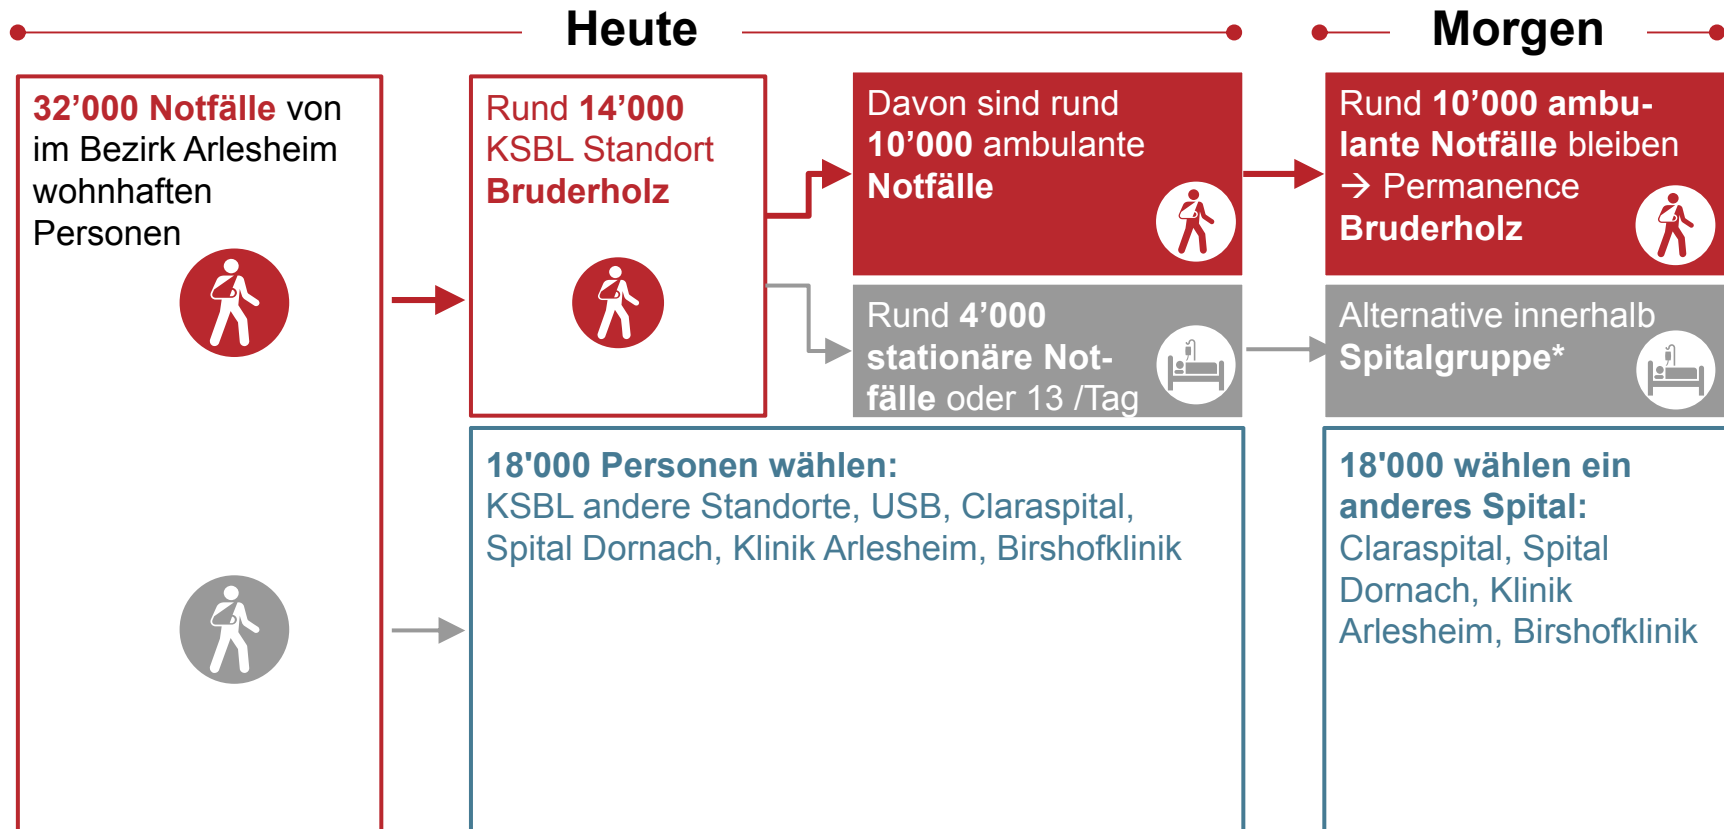 Heute
Morgen
32’000 Notfälle von
im Bezirk Arlesheim
wohnhaften
Personen
Rund 14’000
KSBL Standort
Bruderholz
Davon sind rund
10’000 ambulante
Notfälle
Rund 10’000 ambu-
lante Notfälle bleiben
→ Permanence
Bruderholz
Rund 4’000
stationäre Not-
fälle oder 13 /Tag
Alternative innerhalb
Spitalgruppe*
18'000 Personen wählen:
KSBL andere Standorte, USB, Claraspital,
Spital Dornach, Klinik Arlesheim, Birshofklinik
18'000 wählen ein
anderes Spital:
Claraspital, Spital
Dornach, Klinik
Arlesheim, Birshofklinik